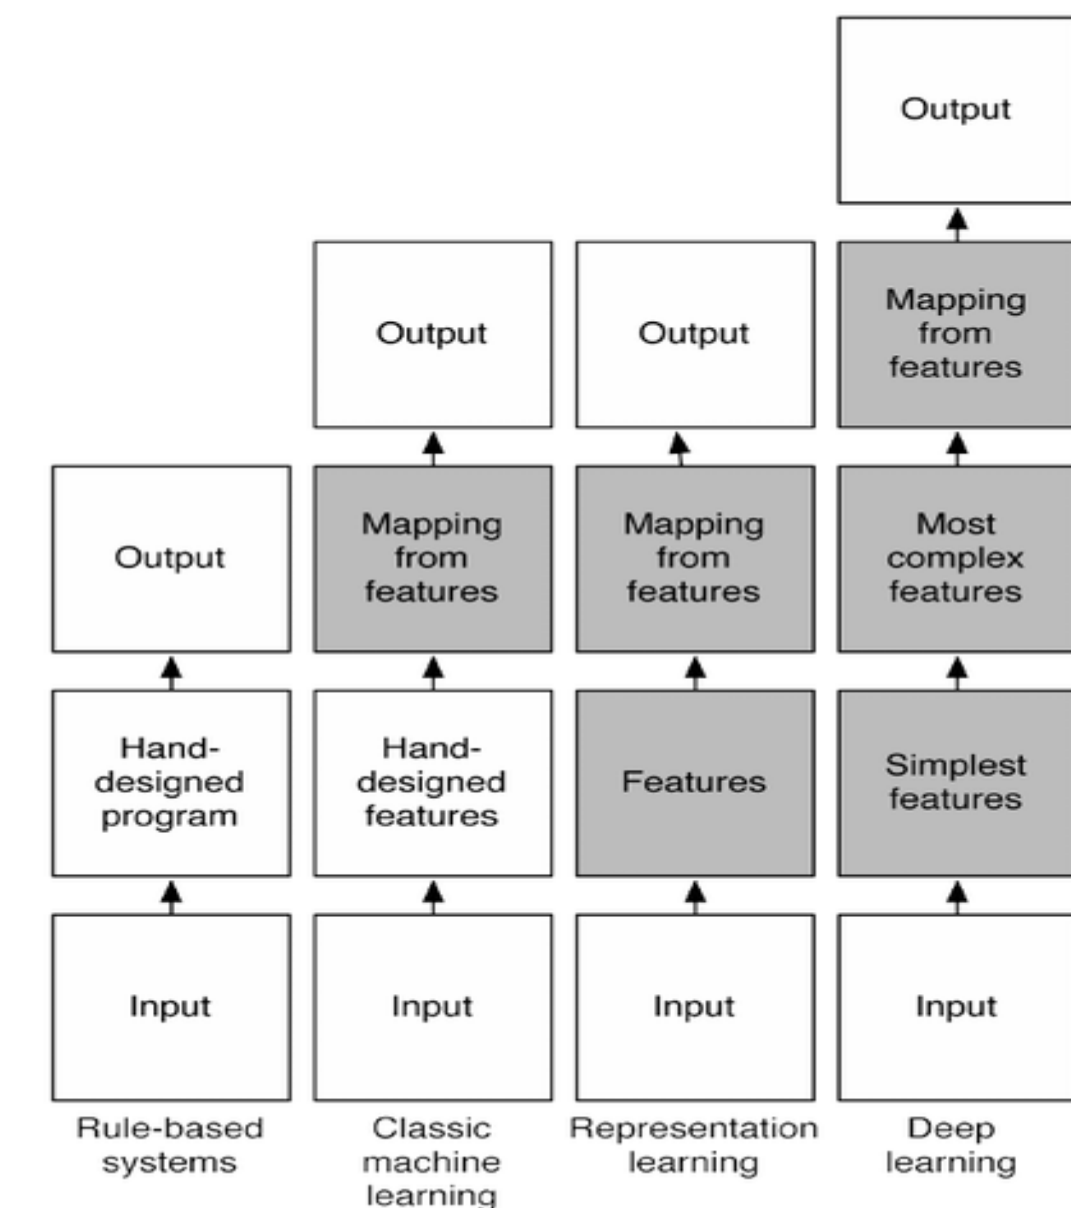 Output
Mapping
from
features
Most
complex
features
Simplest
features
Input
Deep
learning
Output
Mapping
from
features
Features
Input
Representation
learning
Output
Mapping
from
features
Hand-
designed
features
Input
Classic
machine
learning
Output
Hand-
designed
program
Input
Rule-based
systems